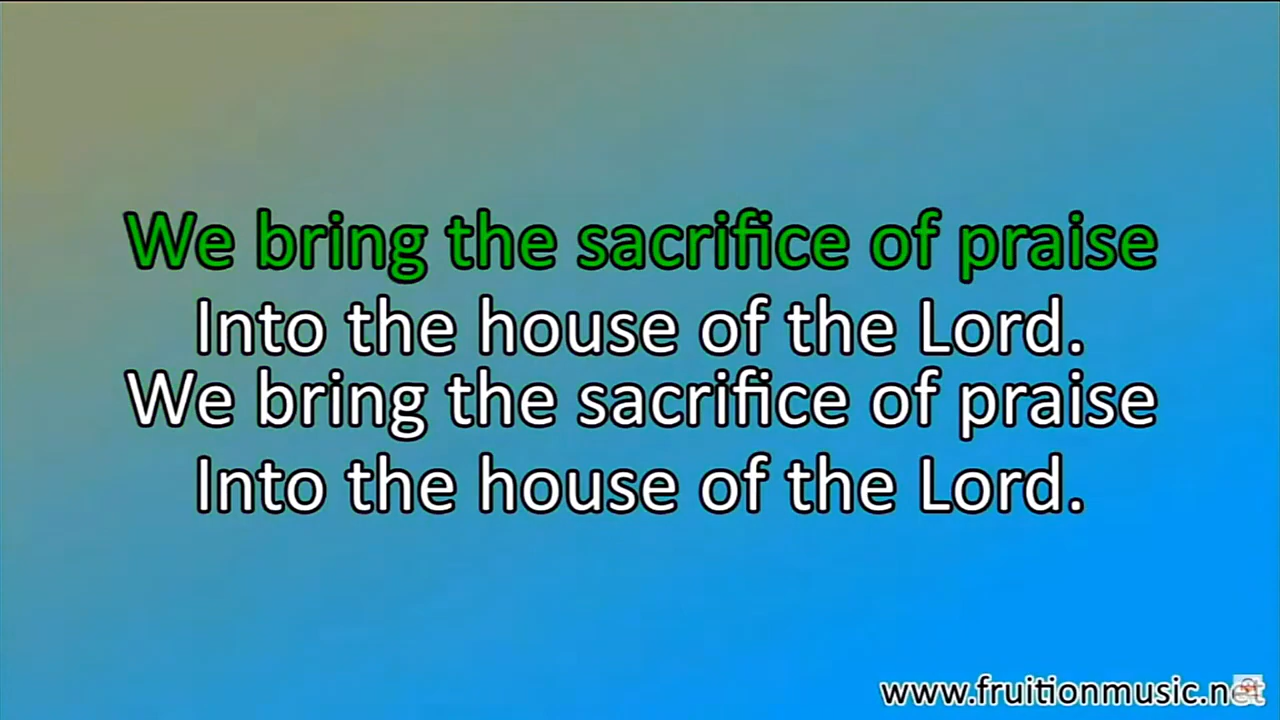 We bring the sacrifice of praise
Into the house of the Lord.
We bring the sacrifice of praise
Into the house of the Lord.
www.fruitionmusic.net